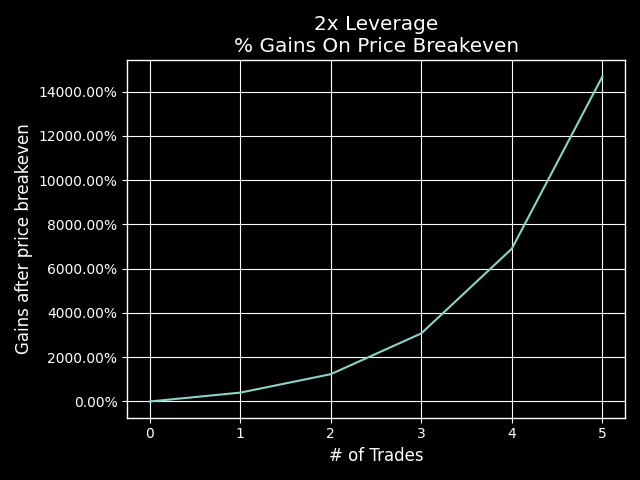 2x Leverage
% Gains On Price Breakeven
Gains after price breakeven
14000.00%
12000.00%
10000.00%
8000.00%
6000.00%
4000.00%
2000.00%
0.00%
0 1 2 3 4 5
# of Trades